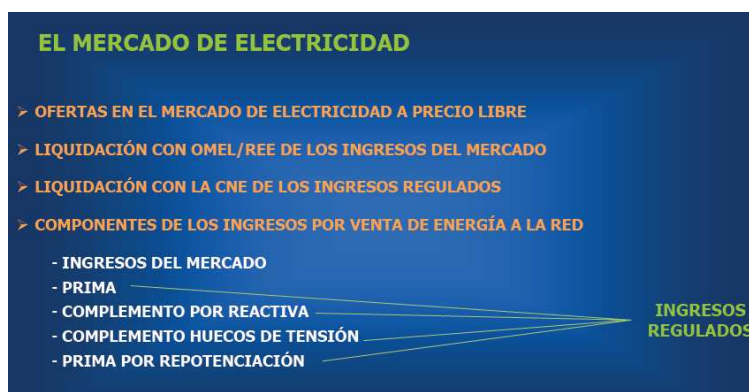 EL MERCADO DE ELECTRICIDAD
➢ OFERTAS EN EL MERCADO DE ELECTRICIDAD A PRECIO LIBRE
➢ LIQUIDACIÓN CON OMEL/REE DE LOS INGRESOS DEL MERCADO
➢ LIQUIDACIÓN CON LA CNE DE LOS INGRESOS REGULADOS
➢ COMPONENTES DE LOS INGRESOS POR VENTA DE ENERGÍA A LA RED
- INGRESOS DEL MERCADO
- PRIMA
- COMPLEMENTO POR REACTIVA
- COMPLEMENTO HUECOS DE TENSIÓN
- PRIMA POR REPOTENCIACIÓN
INGRESOS
REGULADOS